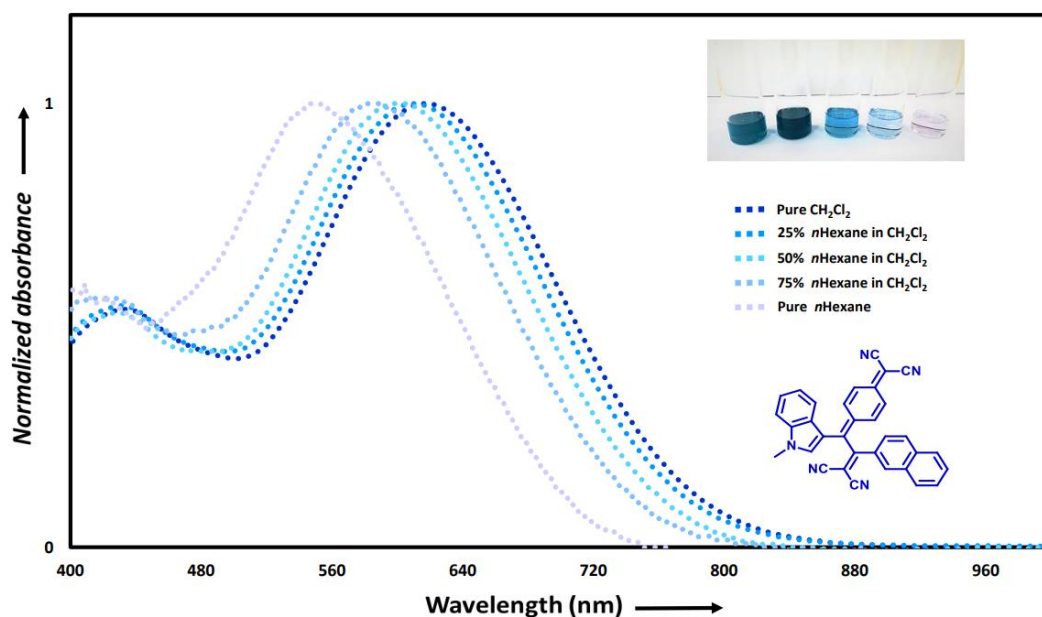 Normalized absorbance
1
0
400 480 560 640 720 800 880 960
Wavelength (nm)
Pure CH₂Cl₂
25% nHexane in CH₂Cl₂
50% nHexane in CH₂Cl₂
75% nHexane in CH₂Cl₂
Pure nHexane
NC
CN
N
NC
CN